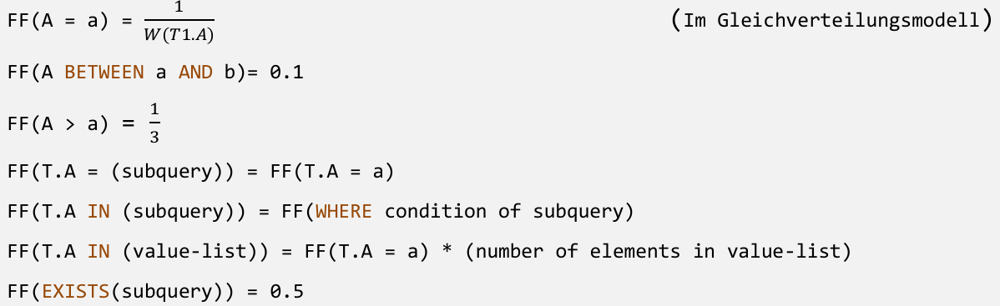 FF(A = a) = 1/W(T1.A) (Im Gleichverteilungsmodell)
FF(A BETWEEN a AND b)= 0.1
FF(A > a) = 1/3
FF(T.A = (subquery)) = FF(T.A = a)
FF(T.A IN (subquery)) = FF(WHERE condition of subquery)
FF(T.A IN (value-list)) = FF(T.A = a) * (number of elements in value-list)
FF(EXISTS(subquery)) = 0.5